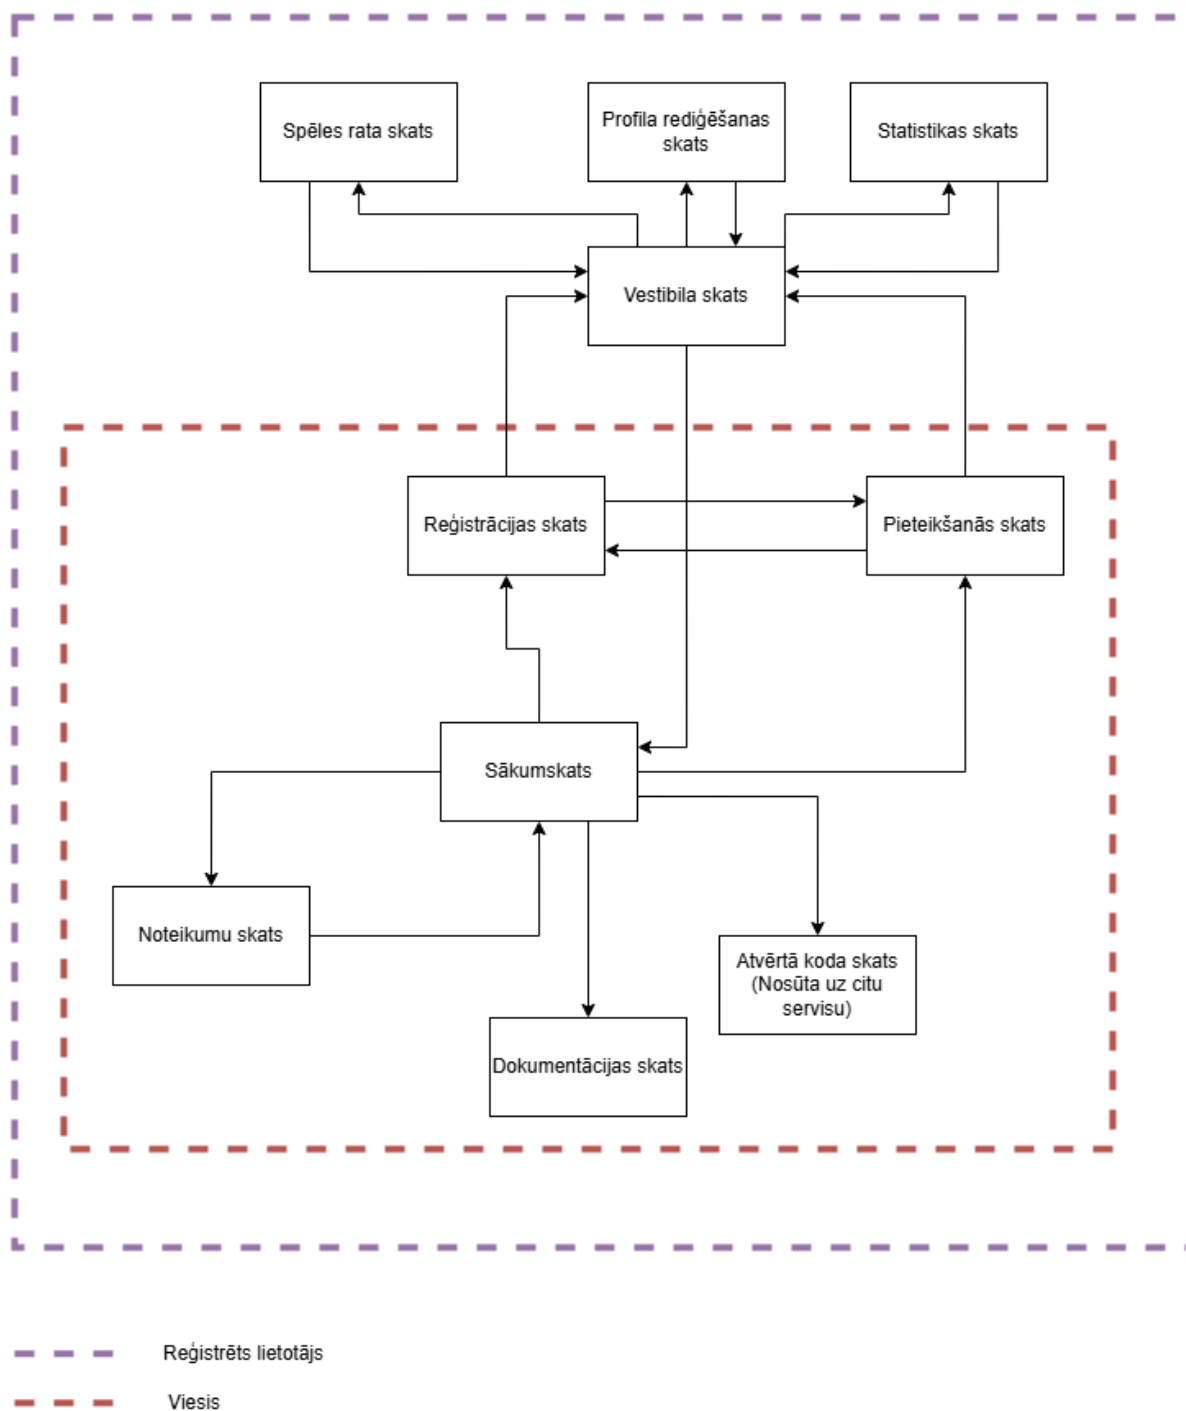 Spēles rata skats
Profila rediģēšanas
skats
Statistikas skats
Vestibila skats
Reģistrācijas skats
Pieteikšanās skats
Sākumskats
Noteikumu skats
Atvērtā koda skats
(Nosūta uz citu
servisu)
Dokumentācijas skats
Reģistrēts lietotājs
Viesis